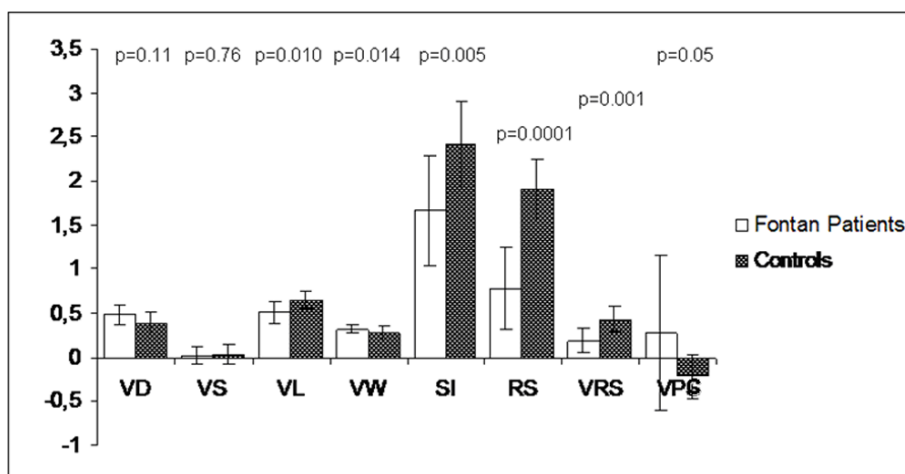 p=0.11 p=0.76 p=0.010 p=0.014 p=0.005 p=0.05
p=0.001
p=0.0001
3,5
3
2,5
2
1,5
1
0,5
0
-0,5
-1
VD VS VL VW SI RS VRS VPS
Fontan Patients
Controls